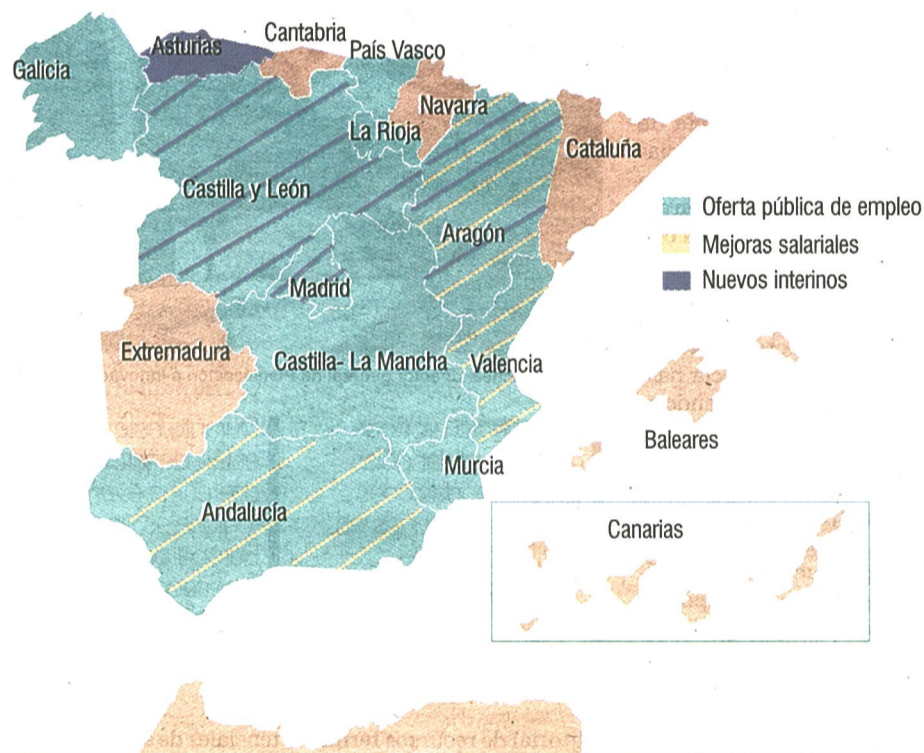 Cantabria
Asturias
País Vasco
Galicia
Navarra
La Rioja
Cataluña
Castilla y León
Oferta pública de empleo
Aragón
Mejoras salariales
Nuevos interinos
Madrid
Extremadura
Castilla- La Mancha
Valencia
Baleares
Murcia
Andalucía
Canarias